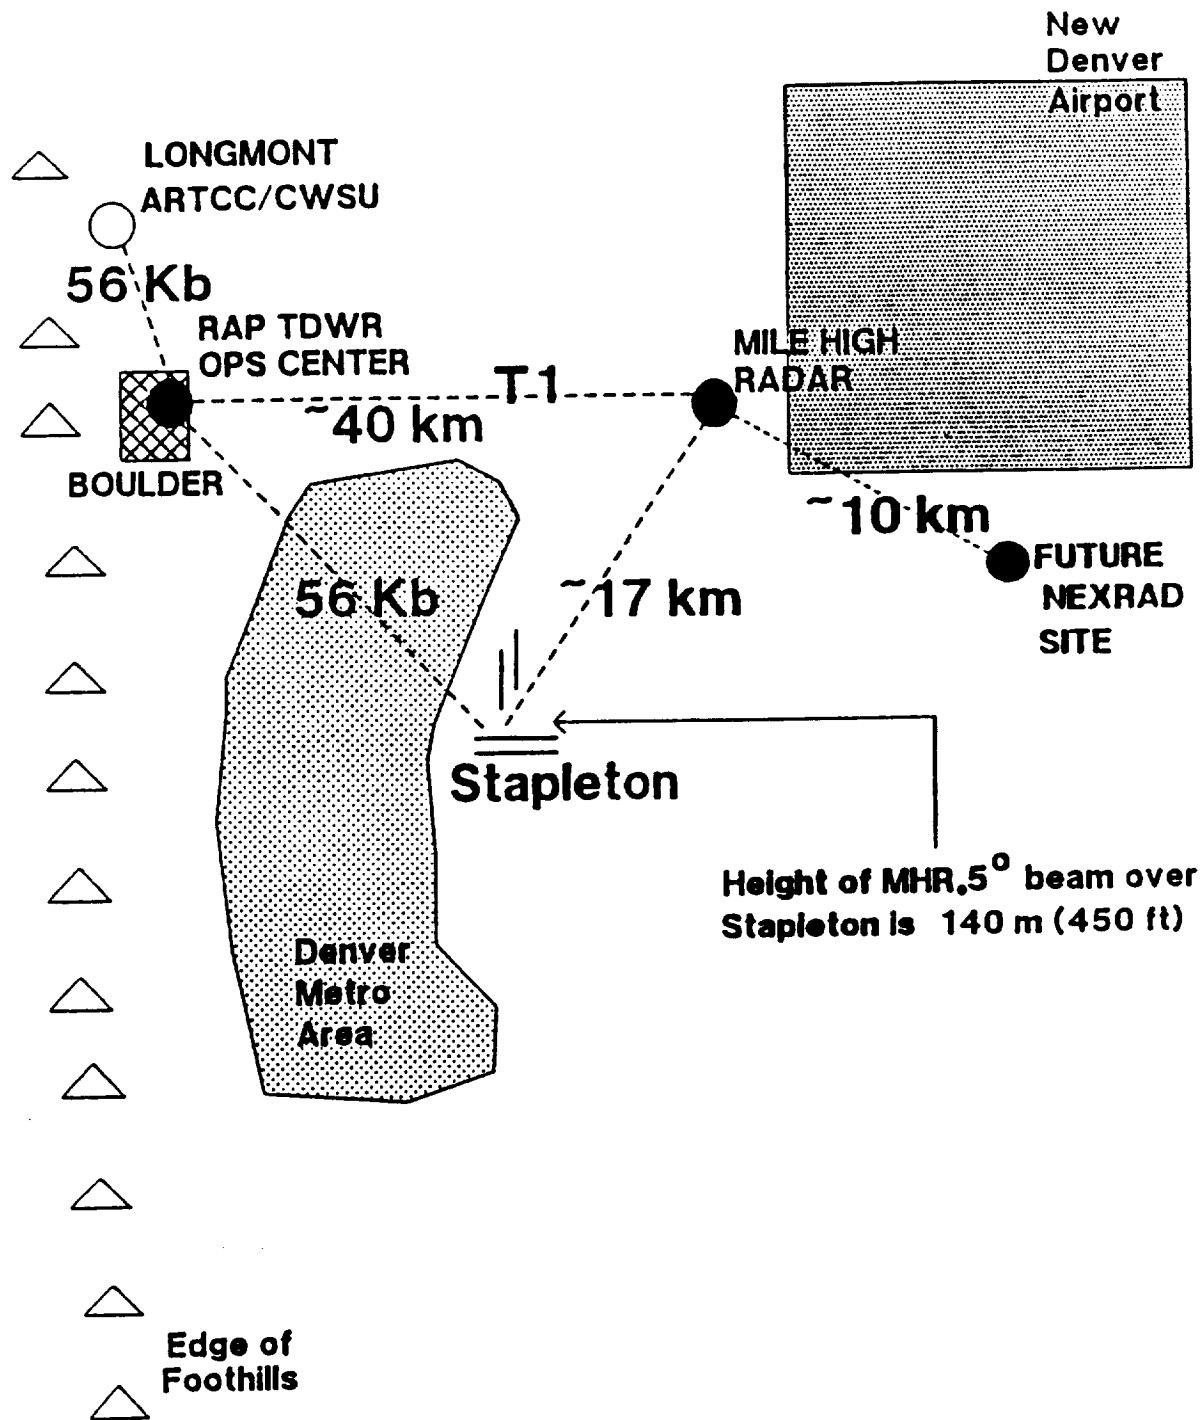 New
Denver
Airport
LONGMONT
ARTCC/CWSU
56 Kb
RAP TDWR
OPS CENTER
MILE HIGH
RADAR
T1
~40 km
BOULDER
~10 km
FUTURE
NEXRAD
SITE
56 Kb
~17 km
Stapleton
Height of MHR.5° beam over
Stapleton is 140 m (450 ft)
Denver
Metro
Area
Edge of
Foothills